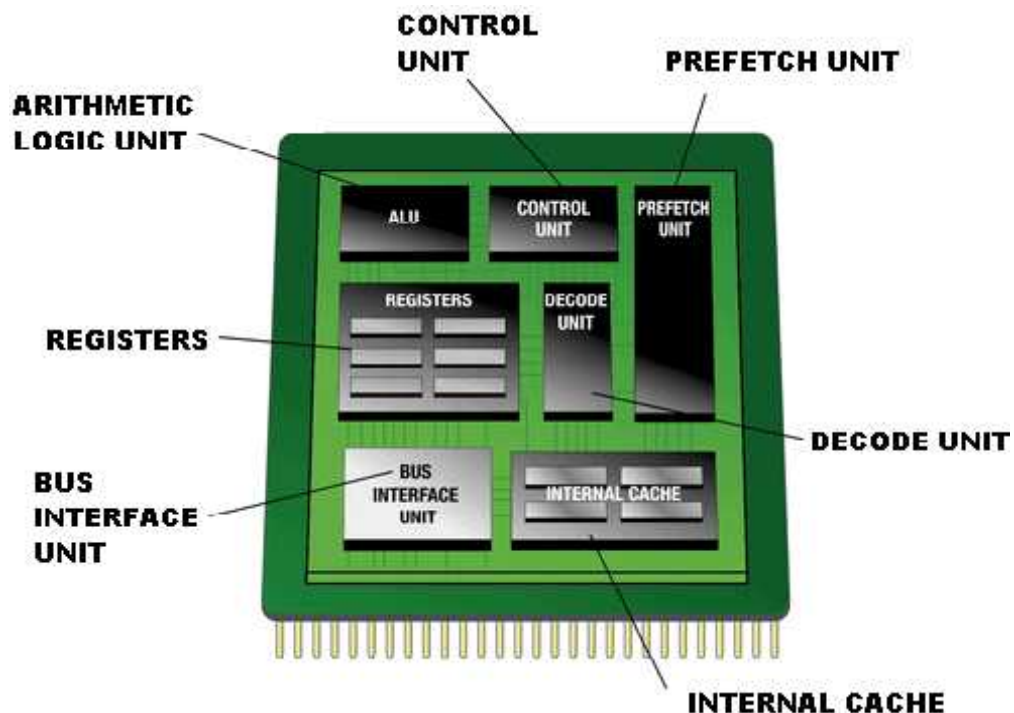 CONTROL
UNIT
PREFETCH UNIT
ARITHMETIC
LOGIC UNIT
ALU
CONTROL
UNIT
PREFETCH
UNIT
REGISTERS
DECODE
UNIT
REGISTERS
DECODE UNIT
BUS
INTERFACE
UNIT
BUS
INTERFACE
UNIT
INTERNAL CACHE
INTERNAL CACHE